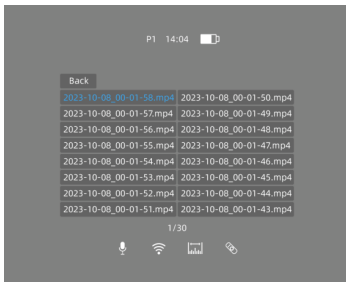 P1 14:04
Back
2023-10-08_00-01-58.mp4 2023-10-08_00-01-50.mp4
2023-10-08_00-01-57.mp4 2023-10-08_00-01-49.mp4
2023-10-08_00-01-56.mp4 2023-10-08_00-01-48.mp4
2023-10-08_00-01-55.mp4 2023-10-08_00-01-47.mp4
2023-10-08_00-01-54.mp4 2023-10-08_00-01-46.mp4
2023-10-08_00-01-53.mp4 2023-10-08_00-01-45.mp4
2023-10-08_00-01-52.mp4 2023-10-08_00-01-44.mp4
2023-10-08_00-01-51.mp4 2023-10-08_00-01-43.mp4
1/30